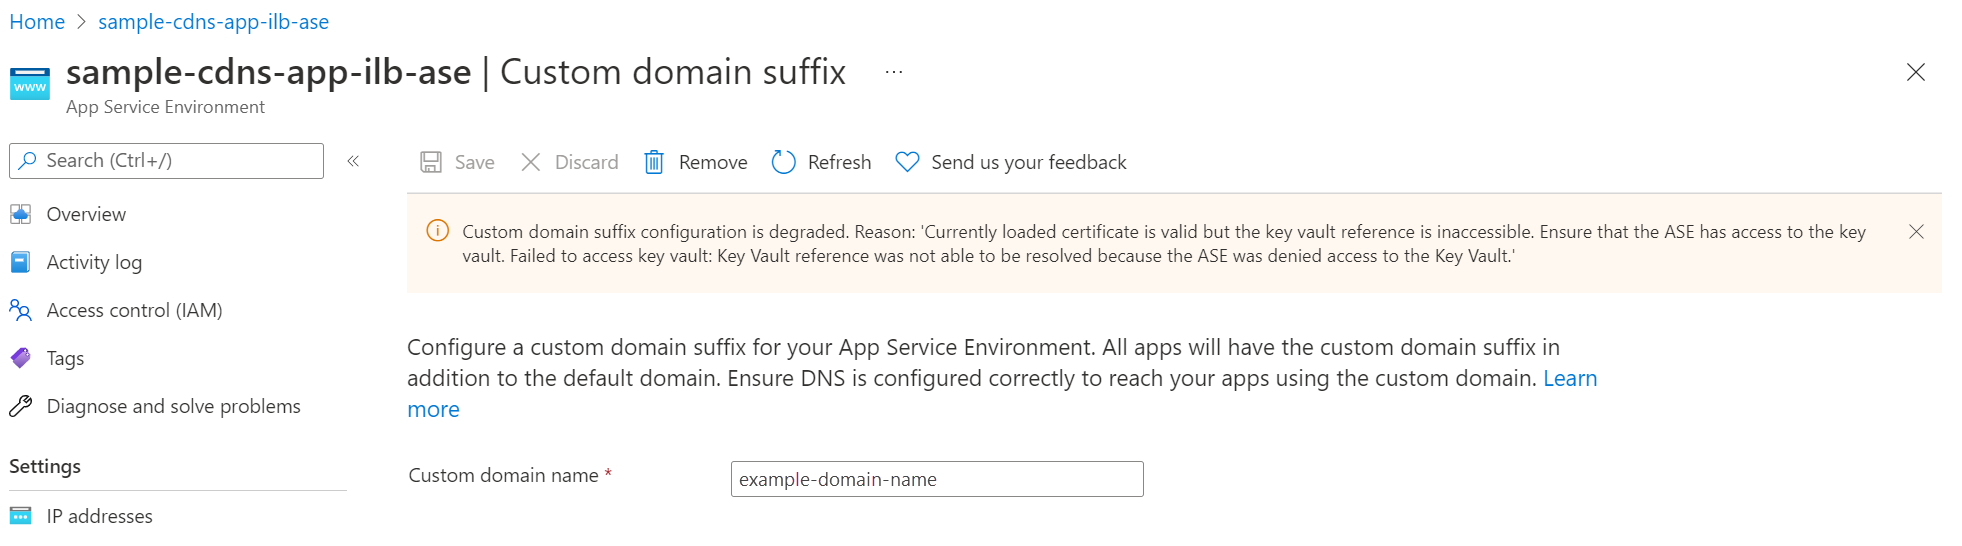 Home > sample-cdns-app-ilb-ase
www
sample-cdns-app-ilb-ase | Custom domain suffix ...
App Service Environment
Search (Ctrl+/) «
Save Discard Remove Refresh Send us your feedback
Overview
Activity log
Access control (IAM)
Tags
Diagnose and solve problems
Settings
IP addresses
Custom domain suffix configuration is degraded. Reason: 'Currently loaded certificate is valid but the key vault reference is inaccessible. Ensure that the ASE has access to the key
vault. Failed to access key vault: Key Vault reference was not able to be resolved because the ASE was denied access to the Key Vault.'
Configure a custom domain suffix for your App Service Environment. All apps will have the custom domain suffix in
addition to the default domain. Ensure DNS is configured correctly to reach your apps using the custom domain. Learn
more
Custom domain name * example-domain-name